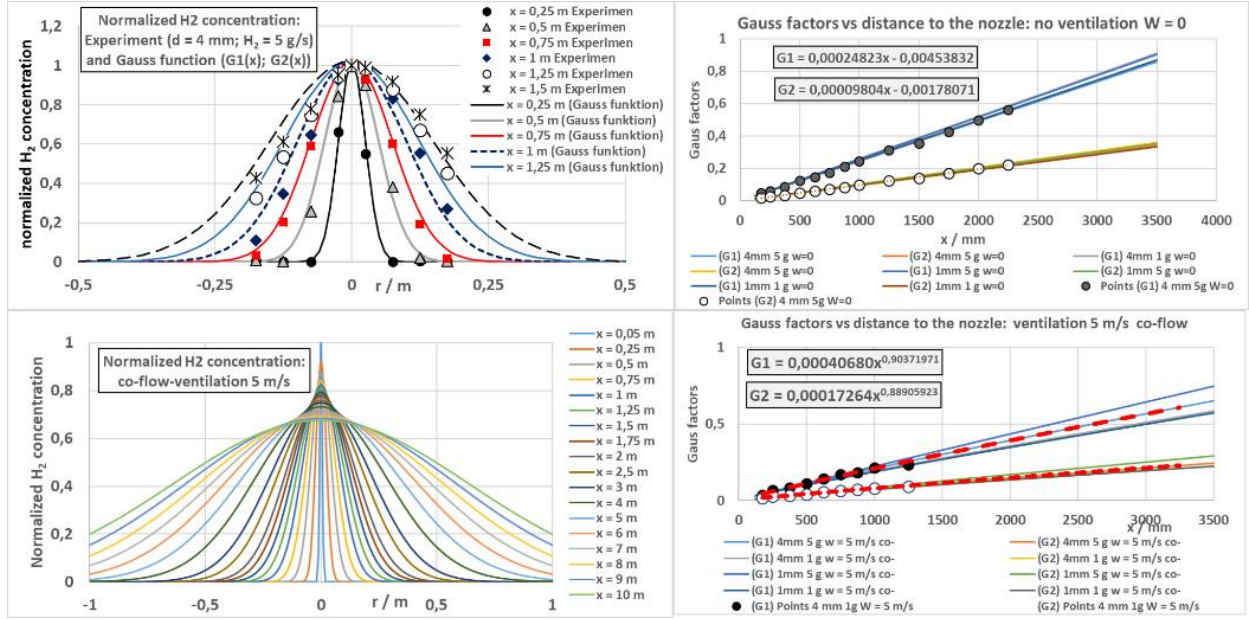 Normalized H2 concentration:
Experiment (d = 4 mm; H₂ = 5 g/s)
and Gauss function (G1(x); G2(x))
normalized H₂ concentration
1,2
1
0,8
0,6
0,4
0,2
0
-0,5
-0,25
0
0,25
0,5
r / m
x = 0,25 m Experimen
x = 0,5 m Experimen
x = 0,75 m Experimen
x = 1 m Experimen
x = 1,25 m Experimen
x = 1,5 m Experimen
x = 0,25 m (Gauss funktion)
x = 0,5 m (Gauss funktion)
x = 0,75 m (Gauss funktion)
x = 1 m (Gauss funktion)
x = 1,25 m (Gauss funktion)
Gauss factors vs distance to the nozzle: no ventilation W = 0
G1 = 0,00024823x - 0,00453832
G2 = 0,00009804x - 0,00178071
Gaus factors
1
0,8
0,6
0,4
0,2
0
0
500
1000
1500
2000
2500
3000
3500
4000
x / mm
(G1) 4mm 5 g w=0
(G2) 4mm 5 g w=0
(G1) 4mm 1 g w=0
(G2) 4mm 5 g w=0
(G1) 1mm 5 g w=0
(G2) 1mm 5 g w=0
(G1) 1mm 1 g w=0
(G2) 1mm 1 g w=0
Points (G1) 4 mm 5g W=0
Points (G2) 4 mm 5g W=0
Normalized H2 concentration:
co-flow-ventilation 5 m/s
Normalized H₂ concentration
1
0,8
0,6
0,4
0,2
0
-1
-0,5
0
0,5
1
r / m
x = 0,05 m
x = 0,25 m
x = 0,5 m
x = 0,75 m
x = 1 m
x = 1,25 m
x = 1,5 m
x = 1,75 m
x = 2 m
x = 2,5 m
x = 3 m
x = 4 m
x = 5 m
x = 6 m
x = 7 m
x = 8 m
x = 9 m
x = 10 m
Gauss factors vs distance to the nozzle: ventilation 5 m/s co-flow
G1 = 0,00040680x^0,90371971
G2 = 0,00017264x^0,88905923
Gaus factors
1
0,5
0
0
500
1000
1500
2000
2500
3000
3500
x / mm
(G1) 4mm 5 g w = 5 m/s co-
(G2) 4mm 5 g w = 5 m/s co-
(G1) 4mm 1 g w = 5 m/s co-
(G2) 4mm 1 g w = 5 m/s co-
(G1) 1mm 5 g w = 5 m/s co-
(G2) 1mm 5 g w = 5 m/s co-
(G1) 1mm 1 g w = 5 m/s co-
(G2) 1mm 1 g w = 5 m/s co-
(G1) Points 4 mm 1g W = 5 m/s
(G2) Points 4 mm 1g W = 5 m/s